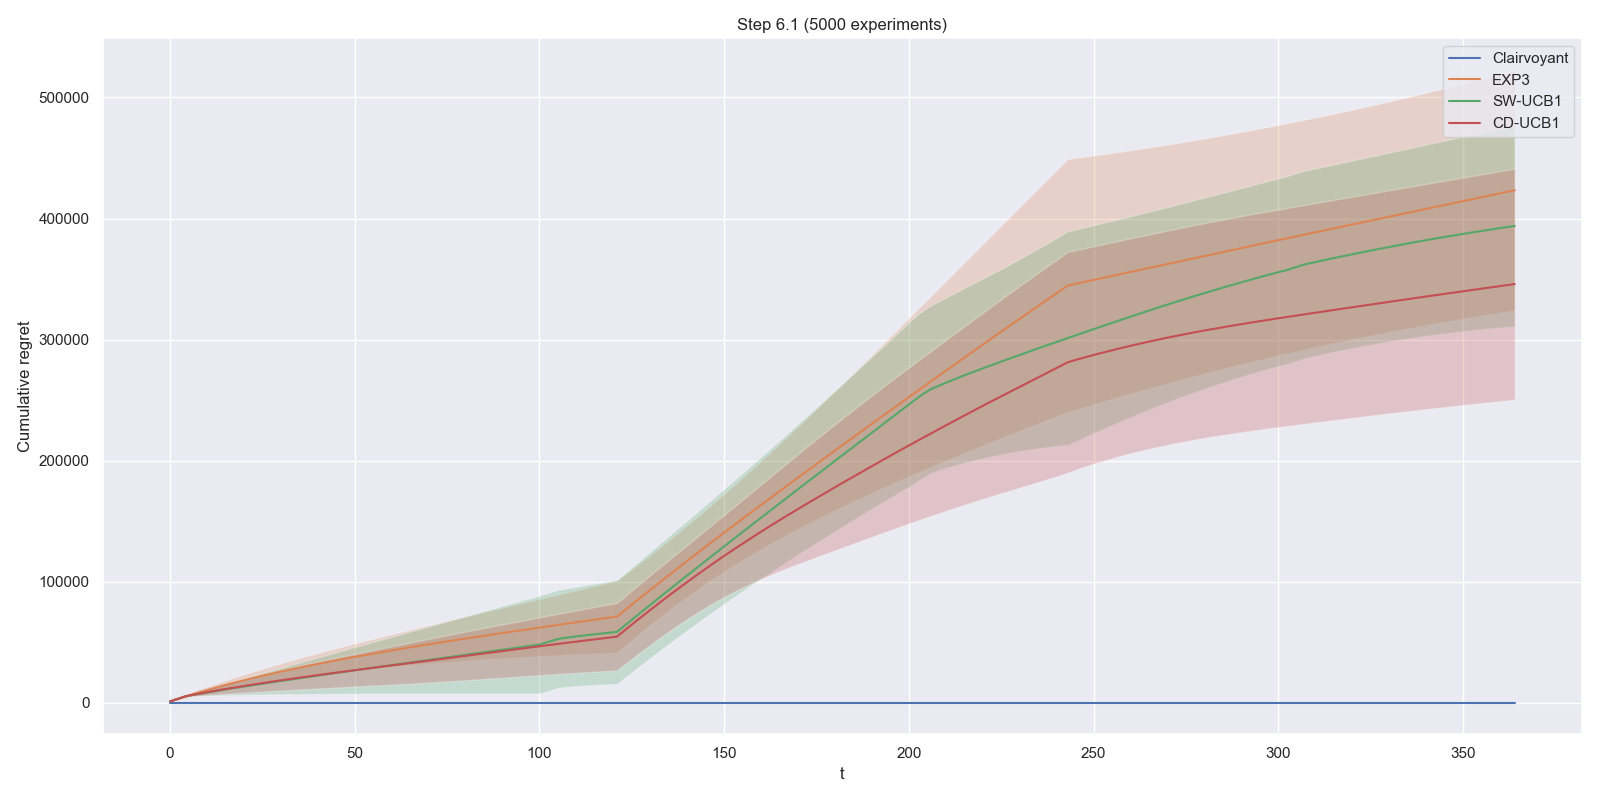 Step 6.1 (5000 experiments)
Clairvoyant
EXP3
SW-UCB1
CD-UCB1
500000
400000
300000
200000
100000
0
Cumulative regret
0 50 100 150 200 250 300 350
t